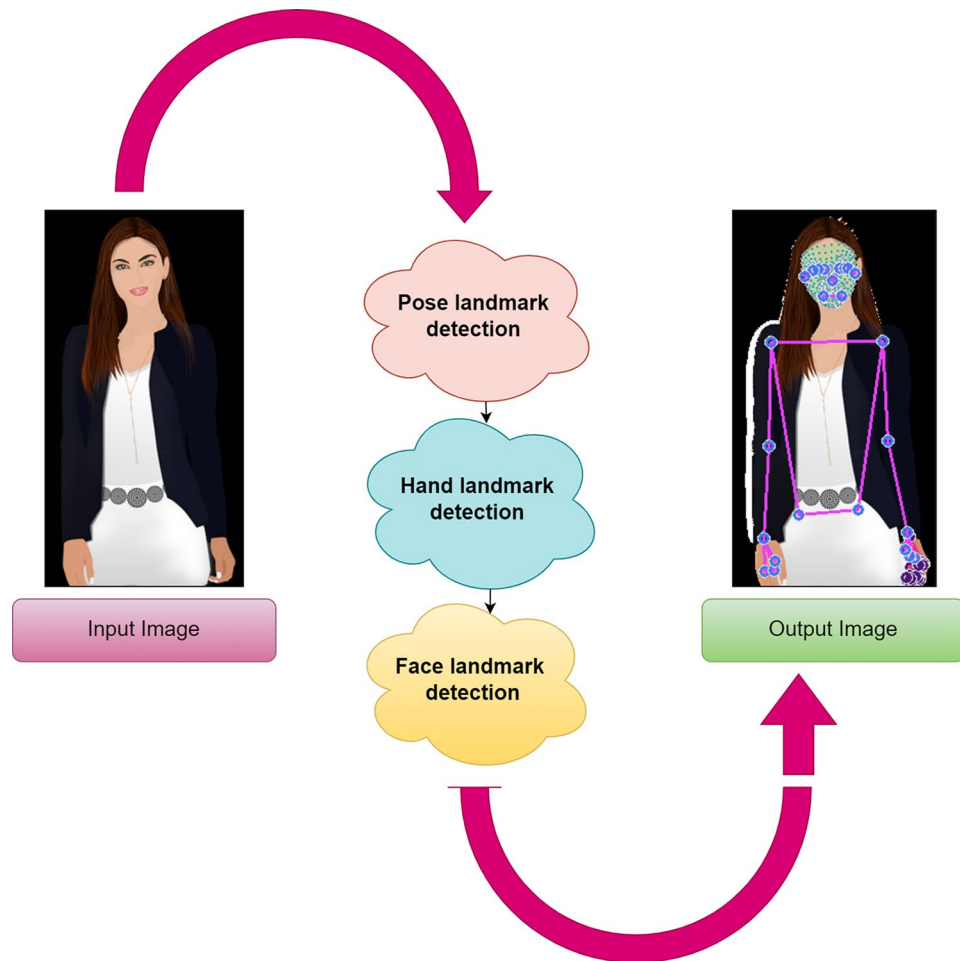 Pose landmark
detection
Hand landmark
detection
Face landmark
detection
Input Image
Output Image